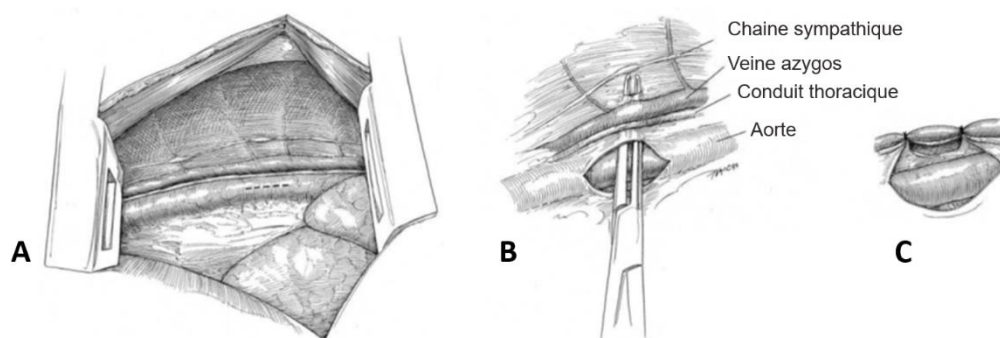 Chaine sympathique
Veine azygos
Conduit thoracique
Aorte
A
B
C